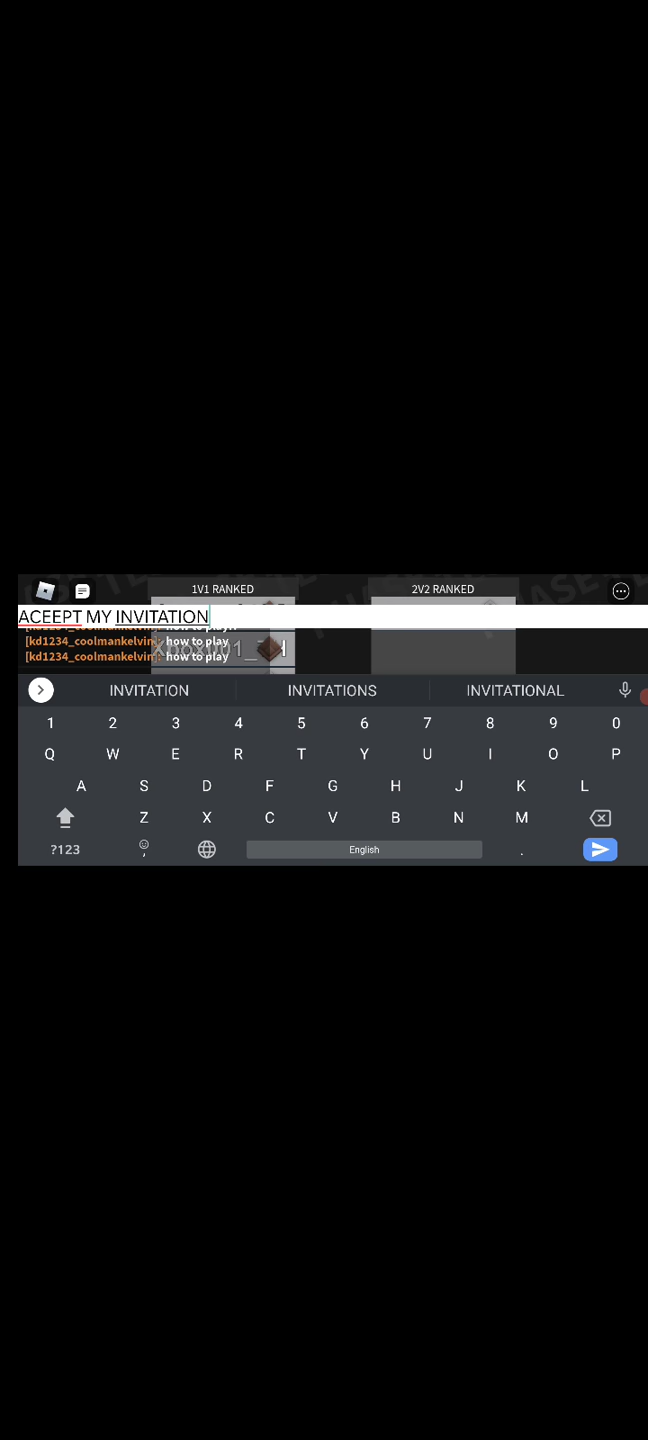 1V1 RANKED
2V2 RANKED
ACEEPT MY INVITATION
[kd1234_coolmankelvin]: how to play
[kd1234_coolmankelvin]: how to play
INVITATION INVITATIONS INVITATIONAL
1 2 3 4 5 6 7 8 9 0
Q W E R T Y U I O P
A S D F G H J K L
Z X C V B N M
?123 , English .